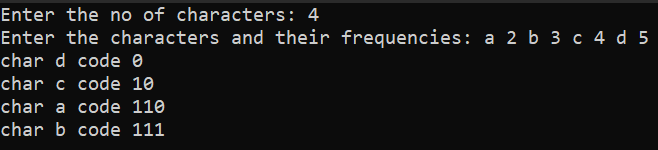 Enter the no of characters: 4
Enter the characters and their frequencies: a 2 b 3 c 4 d 5
char d code 0
char c code 10
char a code 110
char b code 111